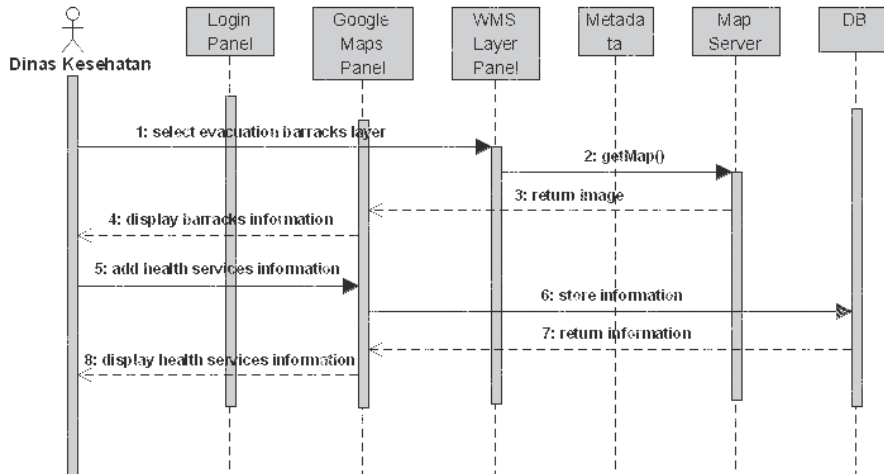 Login
Panel
Google
Maps
Panel
WMS
Layer
Panel
Metada
ta
Map
Server
DB
Dinas Kesehatan
1: select evacuation barracks layer
2: getMap()
3: return image
4: display barracks information
5: add health services information
6: store information
7: return information
8: display health services information